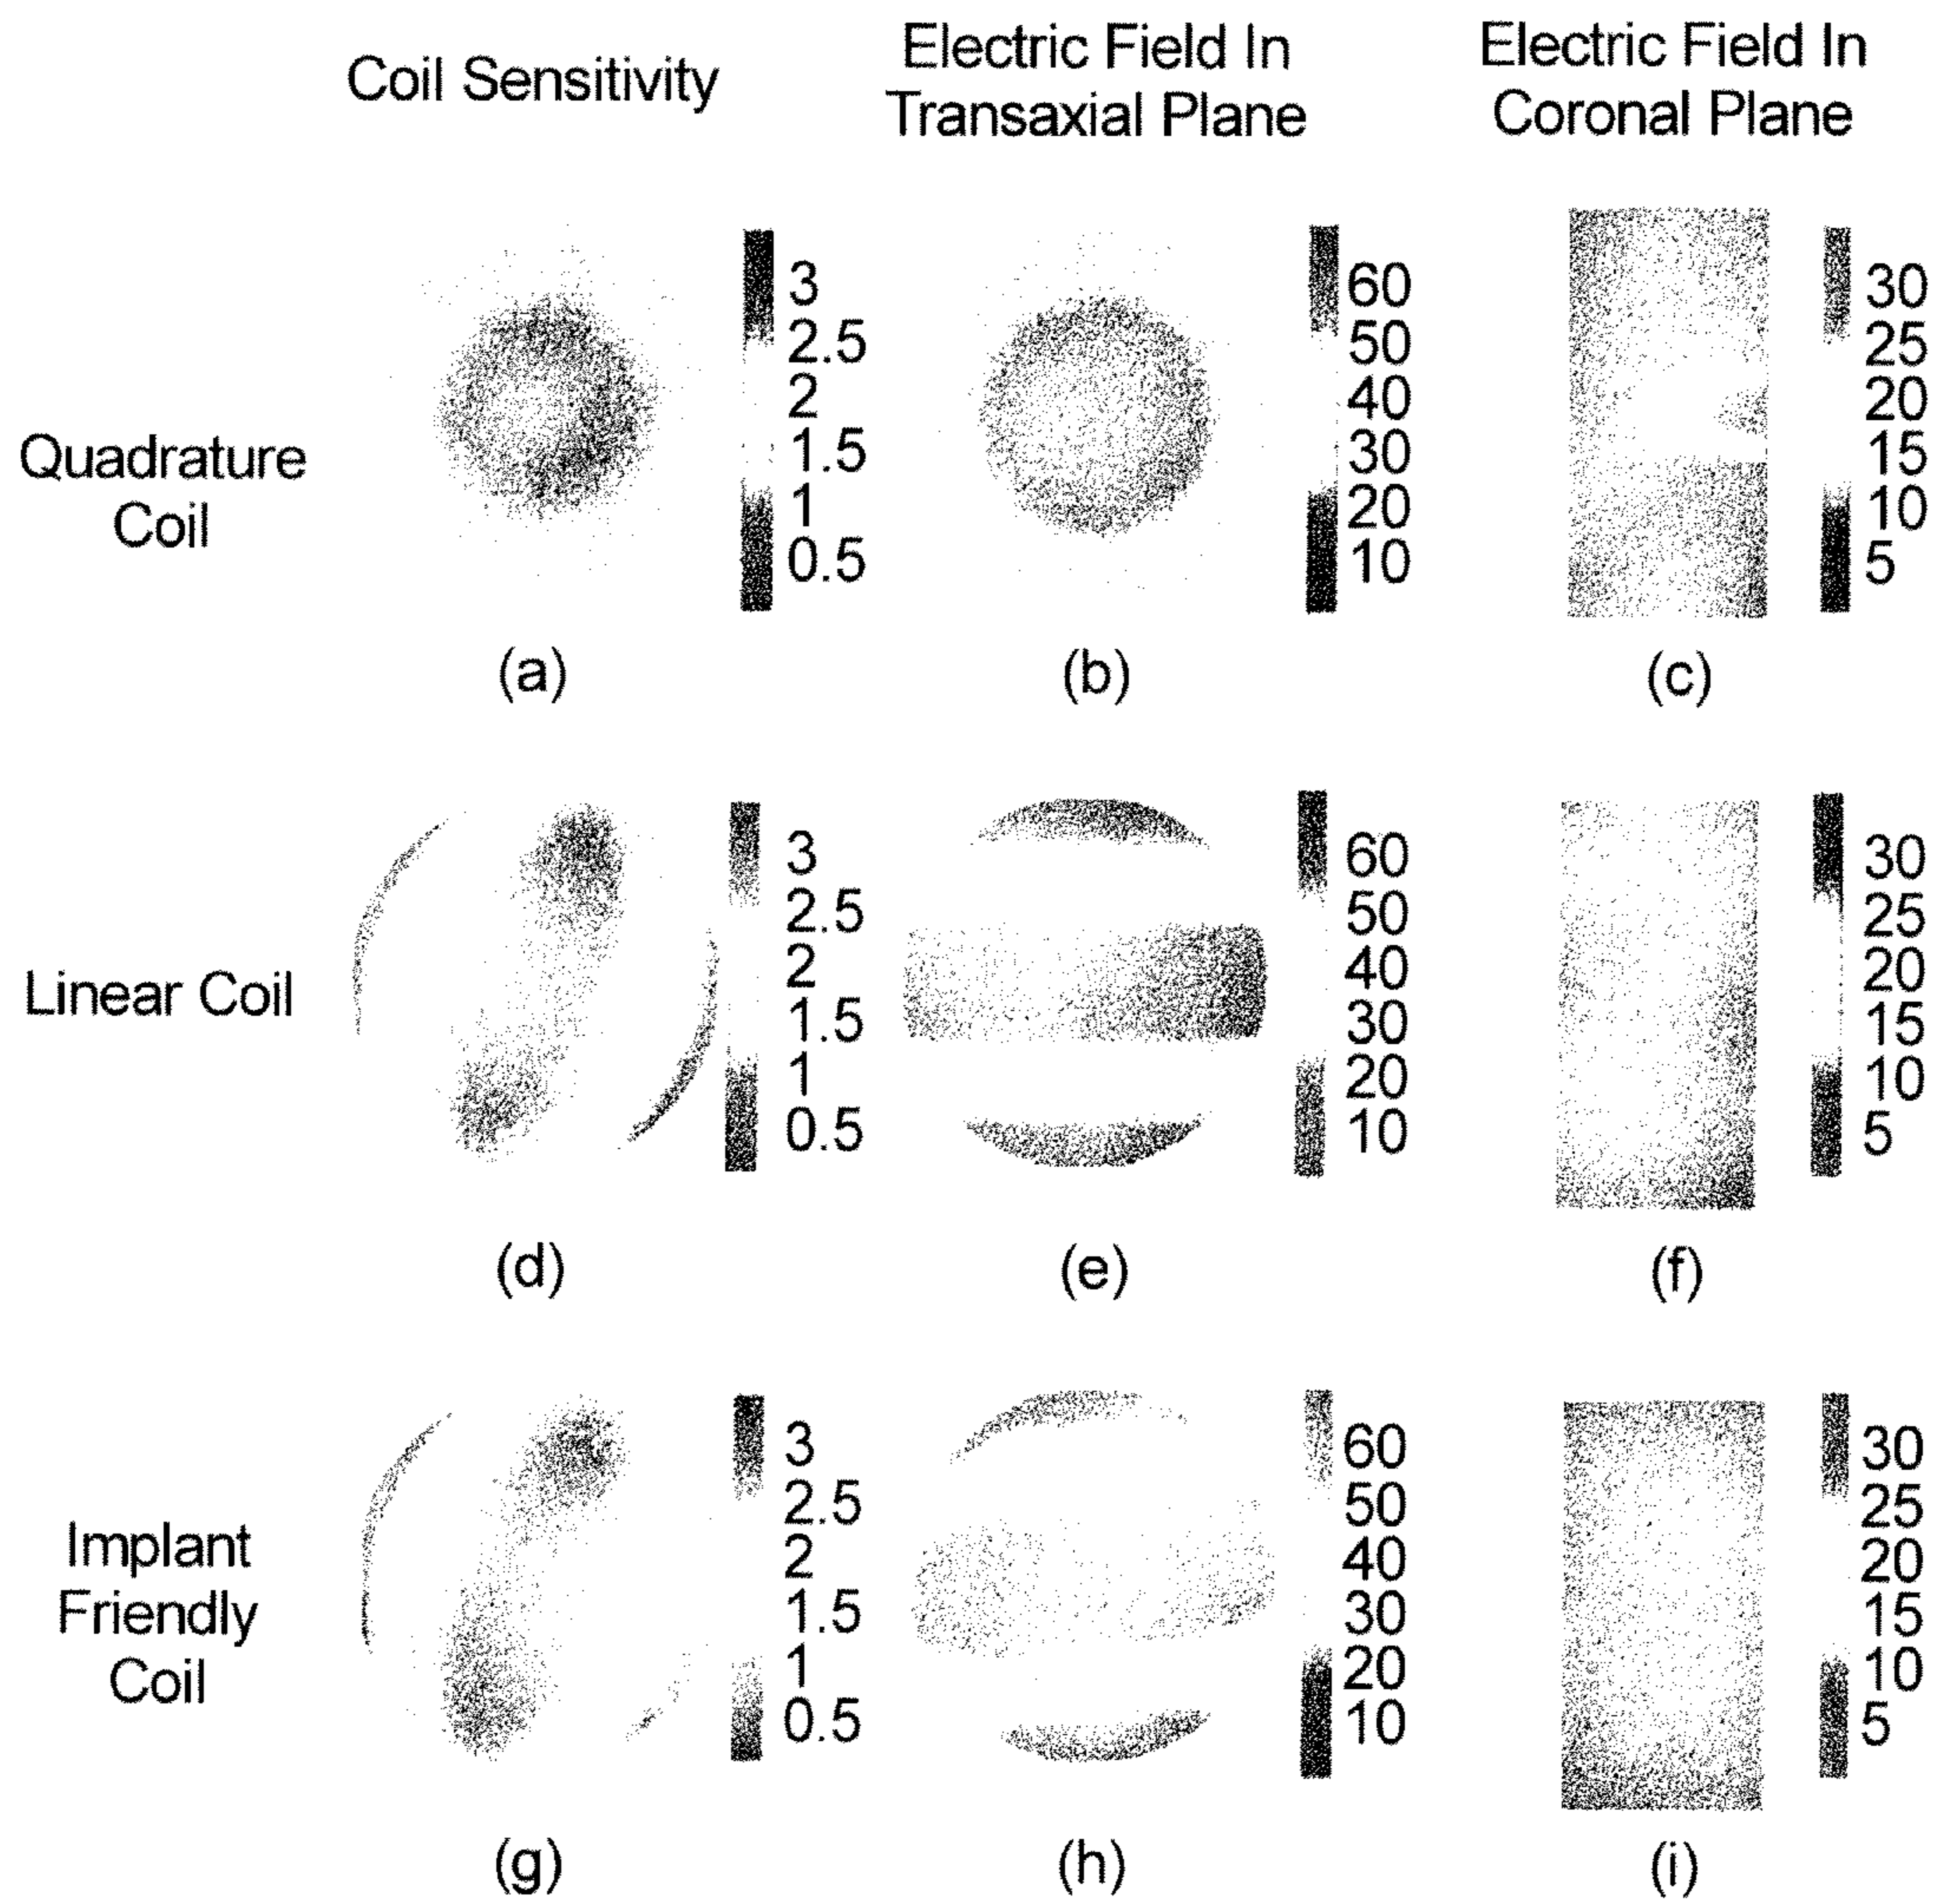 Coil Sensitivity
Electric Field In
Transaxial Plane
Electric Field In
Coronal Plane
Quadrature
Coil
3
2.5
2
1.5
1
0.5
(a)
60
50
40
30
20
10
(b)
30
25
20
15
10
5
(c)
Linear Coil
3
2.5
2
1.5
1
0.5
(d)
60
50
40
30
20
10
(e)
30
25
20
15
10
5
(f)
Implant
Friendly
Coil
3
2.5
2
1.5
1
0.5
(g)
60
50
40
30
20
10
(h)
30
25
20
15
10
5
(i)